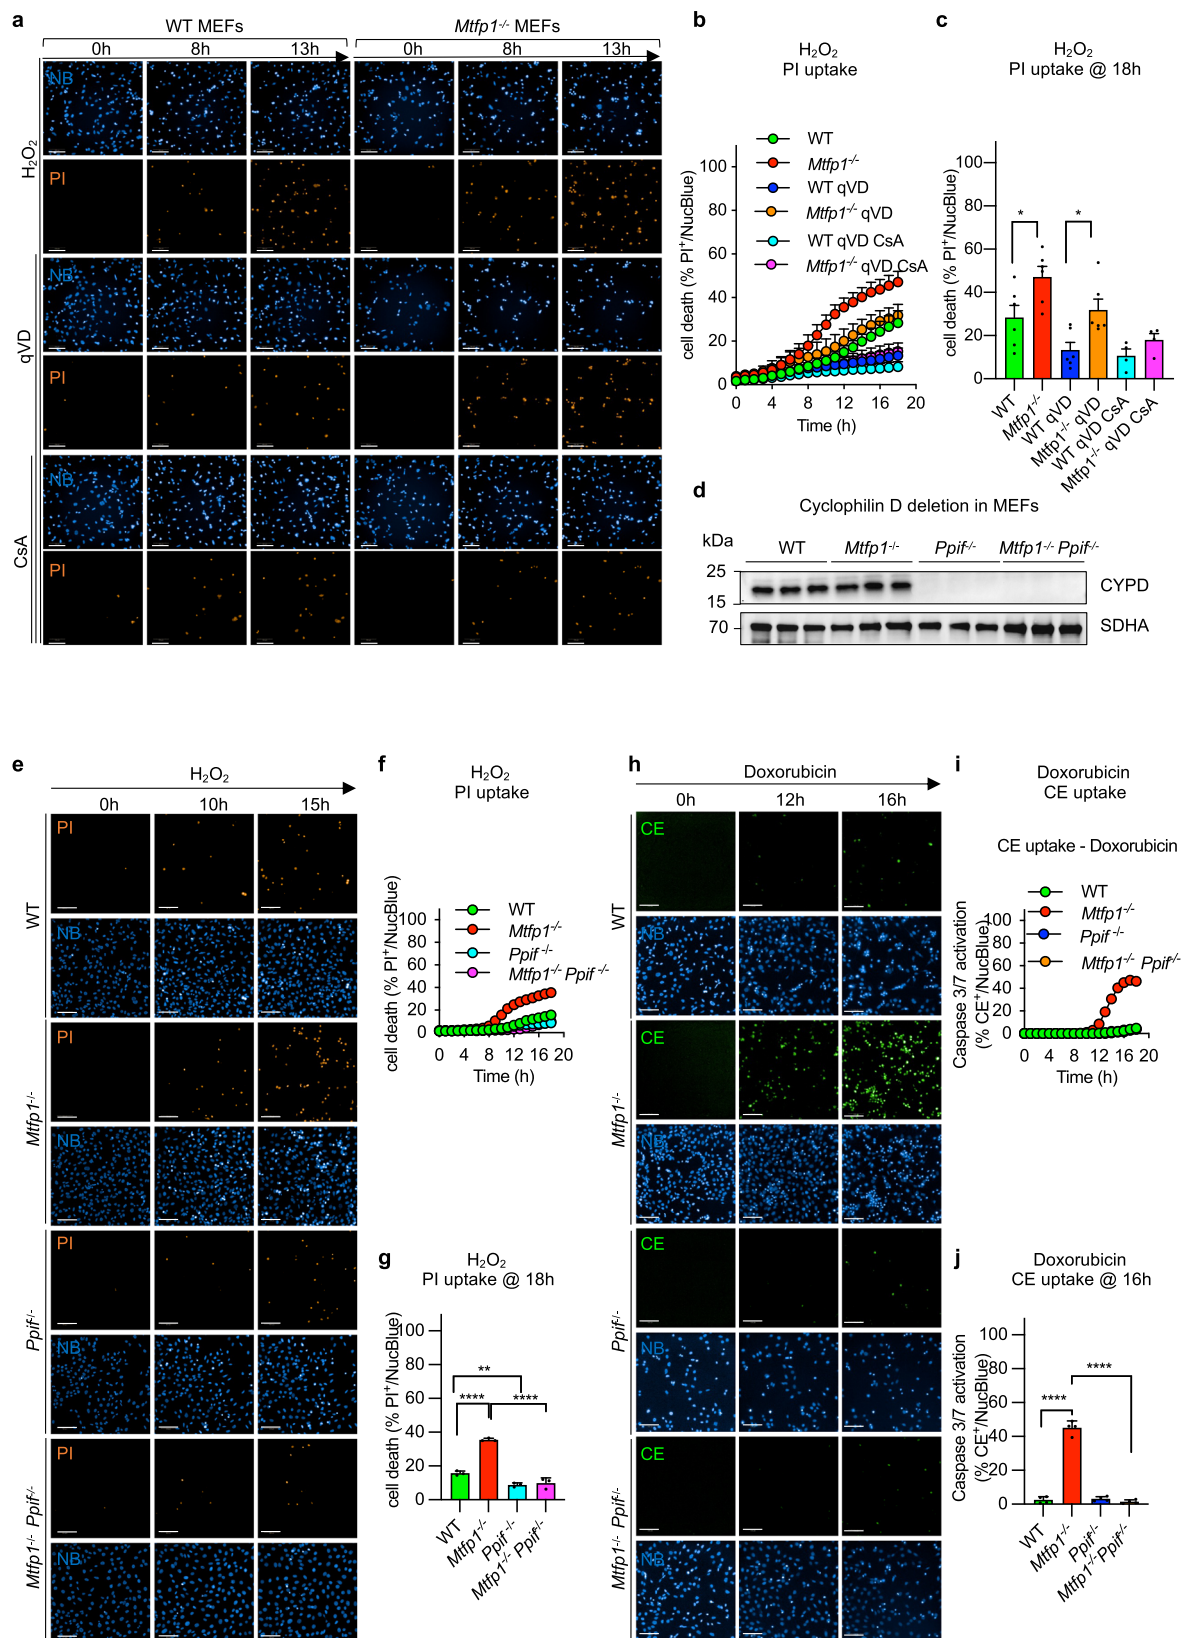 a
WT MEFs
Mtfp1-/- MEFs
0h 8h 13h 0h 8h 13h
H2O2
qVD
CsA
NB
PI
NB
PI
NB
PI
b
H2O2
PI uptake
WT
Mtfp1-/-
WT qVD
Mtfp1-/- qVD
WT qVD CsA
Mtfp1-/- qVD CsA
cell death (% PI+/NucBlue)
100
80
60
40
20
0
0 4 8 12 16 20
Time (h)
c
H2O2
PI uptake @ 18h
cell death (% PI+/NucBlue)
100
80
60
40
20
0
* *
WT
Mtfp1-/-
WT qVD
Mtfp1-/- qVD
WT qVD CsA
Mtfp1-/- qVD CsA
d
Cyclophilin D deletion in MEFs
kDa WT Mtfp1-/- Ppif-/- Mtfp1-/- Ppif-/-
25
15
CYPD
70
SDHA
e
H2O2
0h 10h 15h
WT
Mtfp1-/-
Ppif-/-
Mtfp1-/- Ppif-/-
PI
NB
PI
NB
PI
NB
PI
NB
f
H2O2
PI uptake
WT
Mtfp1-/-
Ppif -/-
Mtfp1-/- Ppif -/-
cell death (% PI+/NucBlue)
100
80
60
40
20
0
0 4 8 12 16 20
Time (h)
g
H2O2
PI uptake @ 18h
cell death (% PI+/NucBlue)
100
80
60
40
20
0
**
**** ****
WT
Mtfp1-/-
Ppif-/-
Mtfp1-/- Ppif-/-
h
Doxorubicin
0h 12h 16h
WT
Mtfp1-/-
Ppif-/-
Mtfp1-/- Ppif-/-
CE
NB
CE
NB
CE
NB
CE
NB
i
Doxorubicin
CE uptake
CE uptake - Doxorubicin
WT
Mtfp1-/-
Ppif -/-
Mtfp1-/- Ppif-/-
Caspase 3/7 activation
(% CE+/NucBlue)
100
80
60
40
20
0
0 4 8 12 16 20
Time (h)
j
Doxorubicin
CE uptake @ 16h
Caspase 3/7 activation
(% CE+/NucBlue)
100
80
60
40
20
0
****
****
WT
Mtfp1-/-
Ppif-/-
Mtfp1-/- Ppif-/-